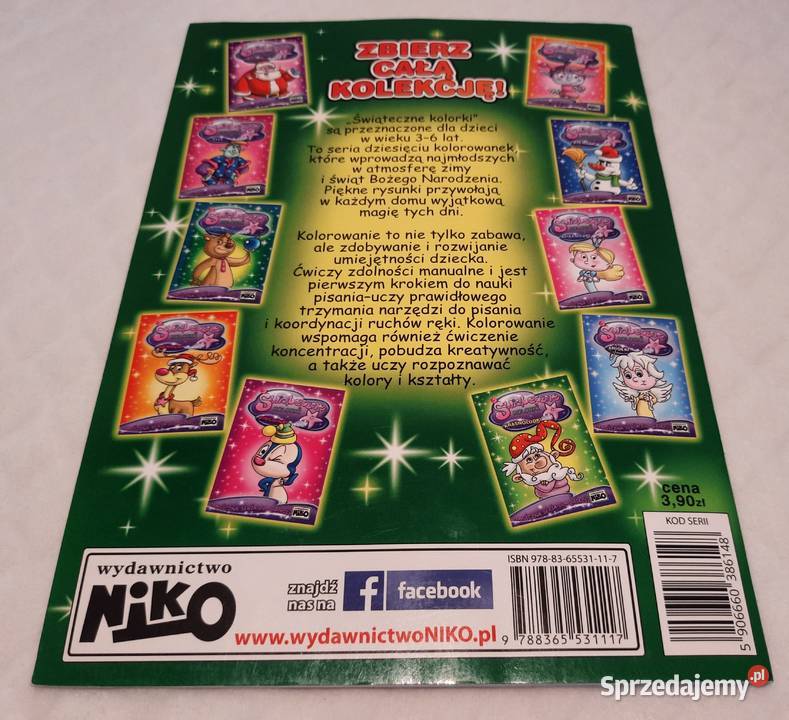 ZBIERZ
CAŁĄ
KOLEKCJĘ!
„Świąteczne kolorki"
są przeznaczone dla dzieci
w wieku 3-6 lat.
To seria dziesięciu kolorowanek,
które wprowadzą najmłodszych
w atmosferę zimy
i świąt Bożego Narodzenia.
Piękne rysunki przywołają
w każdym domu wyjątkową
magię tych dni.
Kolorowanie to nie tylko zabawa,
ale zdobywanie i rozwijanie
umiejętności dziecka.
Ćwiczy zdolności manualne i jest
pierwszym krokiem do nauki
pisania-uczy prawidłowego
trzymania narzędzi do pisania
i koordynacji ruchów ręki. Kolorowanie
wspomaga również ćwiczenie
koncentracji, pobudza kreatywność,
a także uczy rozpoznawać
kolory i kształty.
cena
3,90zł
KOD SERII
5 906660 386148
wydawnictwo
NiKO
znajdź
nas na
f facebook
www.wydawnictwoNIKO.pl
ISBN 978-83-65531-11-7
9 788365 531117
Sprzedajemy.pl